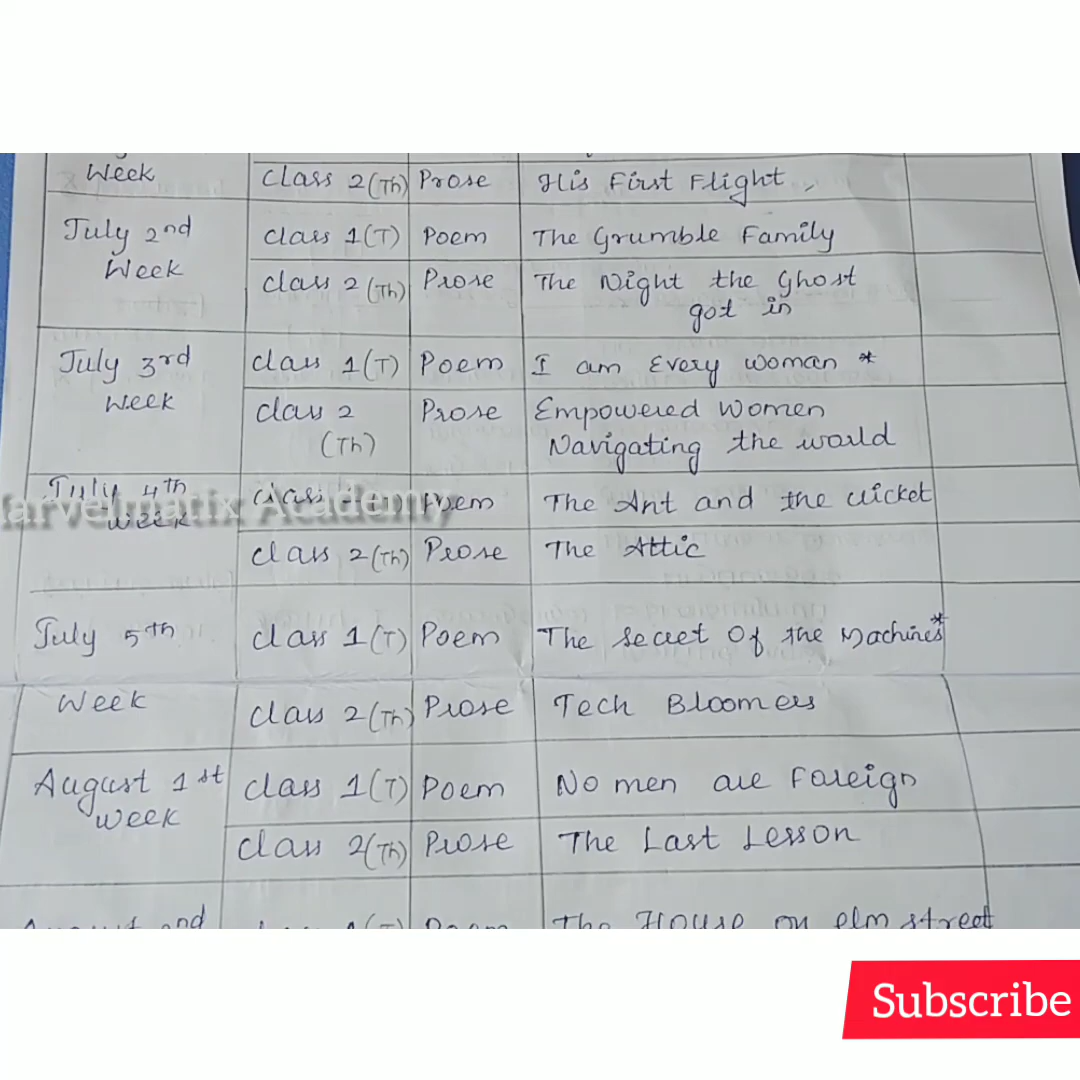 Week
Class 2 (Th) Prose His First Flight
July 2nd Week
Class 1 (T) Poem The Grumble Family
Class 2 (Th) Prose The Night the Ghost
got in
July 3rd Week
Class 1 (T) Poem I am Every woman *
Class 2 (Th) Prose Empowered Women
Navigating the world
July 4th Week
Class Poem The Ant and the cricket
Class 2 (Th) Prose The Attic
July 5th Week
Class 1 (T) Poem The Secret Of the Machines*
Class 2 (Th) Prose Tech Bloomers
August 1st Week
Class 1 (T) Poem No men are Foreign
Class 2 (Th) Prose The Last Lesson
The House on elm street
arvelmatix Academy
Subscribe